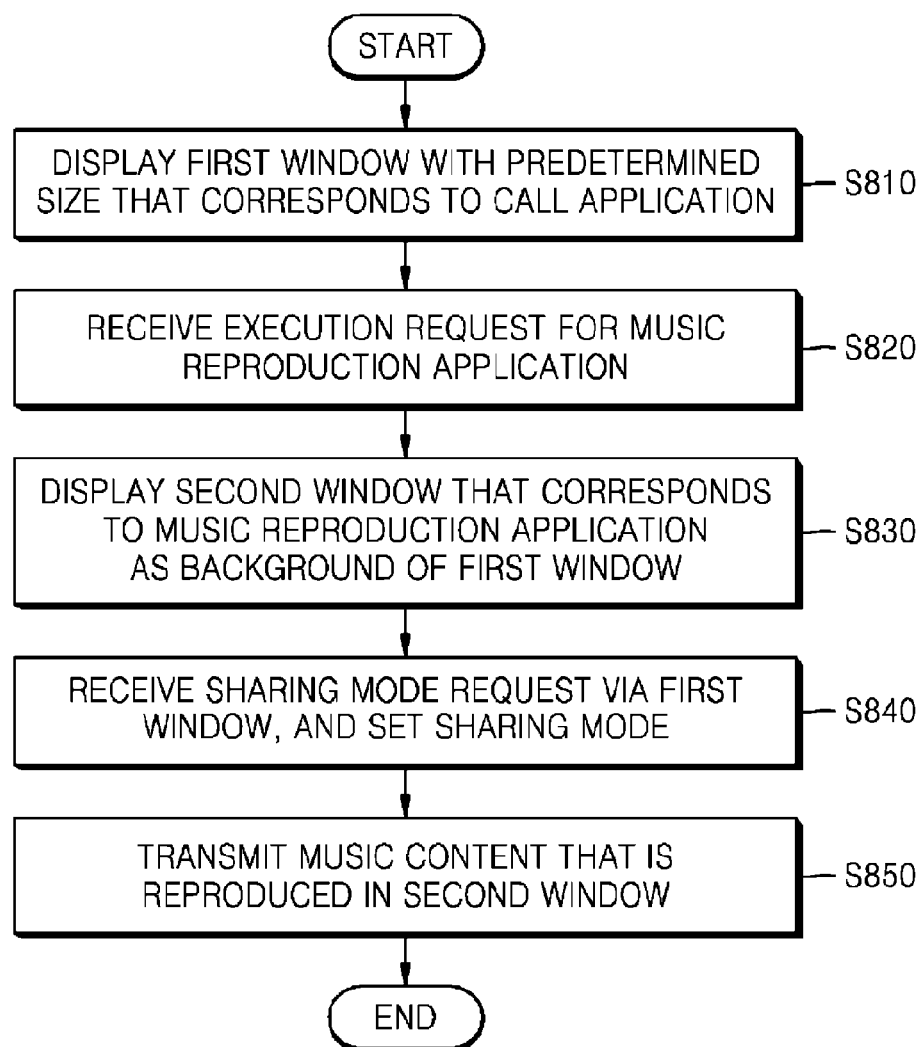 START
DISPLAY FIRST WINDOW WITH PREDETERMINED
SIZE THAT CORRESPONDS TO CALL APPLICATION
S810
RECEIVE EXECUTION REQUEST FOR MUSIC
REPRODUCTION APPLICATION
S820
DISPLAY SECOND WINDOW THAT CORRESPONDS
TO MUSIC REPRODUCTION APPLICATION
AS BACKGROUND OF FIRST WINDOW
S830
RECEIVE SHARING MODE REQUEST VIA FIRST
WINDOW, AND SET SHARING MODE
S840
TRANSMIT MUSIC CONTENT THAT IS
REPRODUCED IN SECOND WINDOW
S850
END